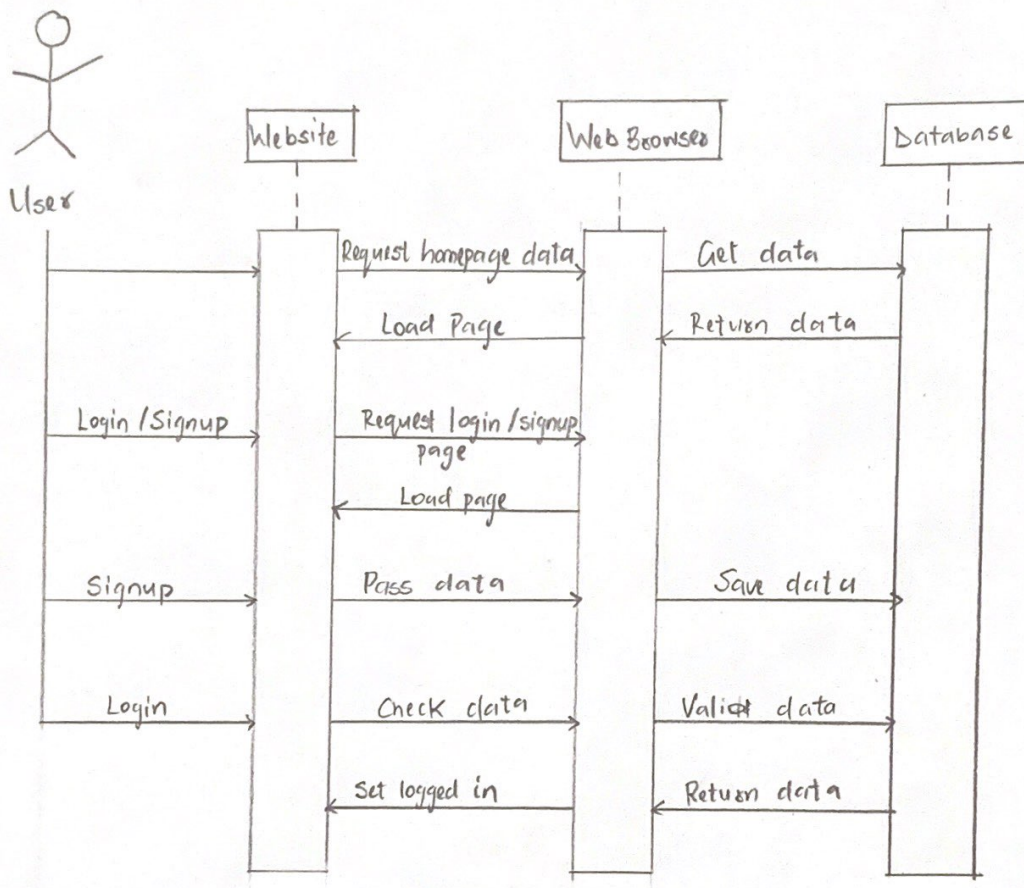 User
Website
Web Browser
Database
Request homepage data
Get data
Load Page
Return data
Login/Signup
Request login/signup
page
Load page
Signup
Pass data
Save data
Login
Check data
Valid data
Set logged in
Return data